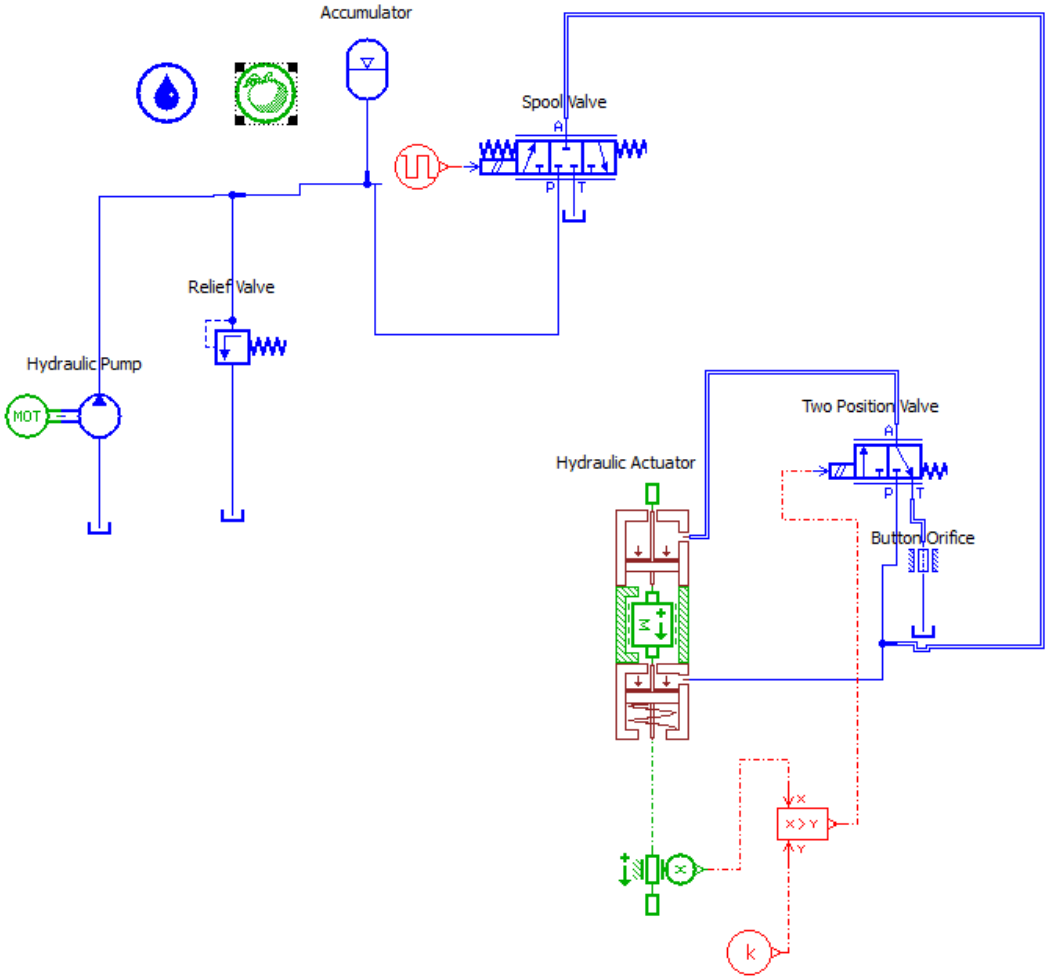 Accumulator
Spool Valve
A
P
T
Relief Valve
Hydraulic Pump
MOT
Two Position Valve
A
Hydraulic Actuator
P
T
Button Orifice
M
X
X > Y
Y
X
k